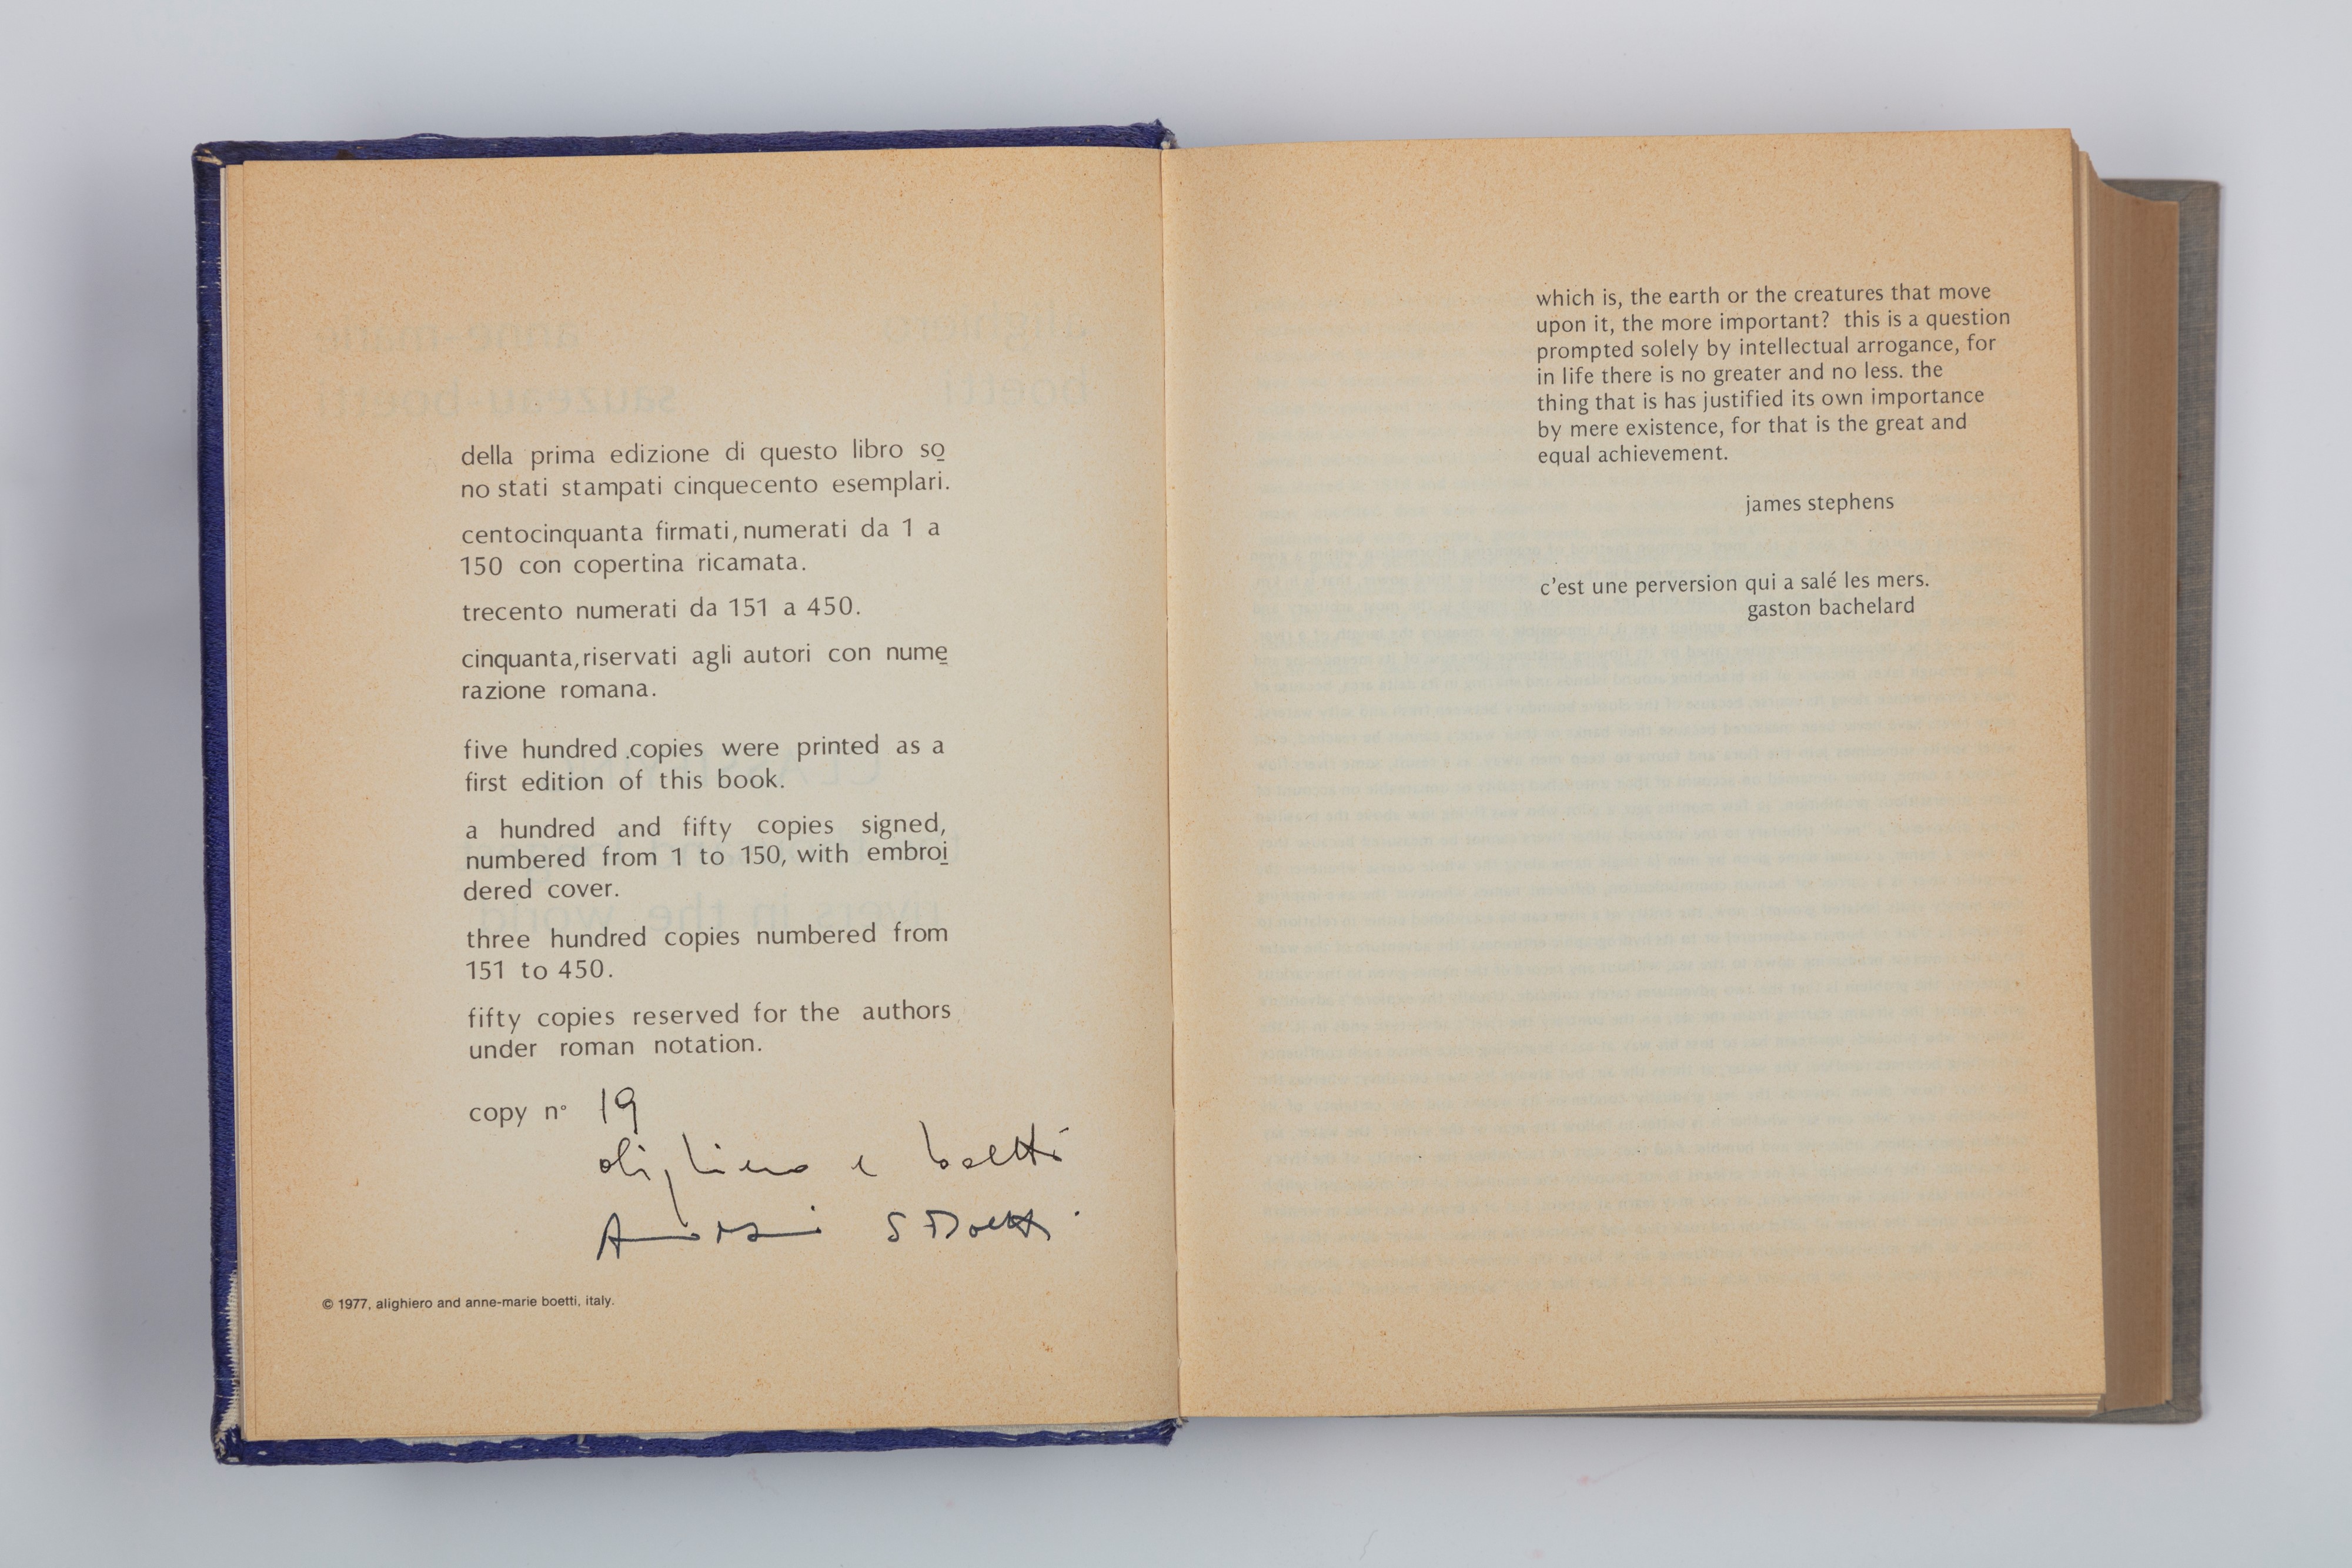 della prima edizione di questo libro so
no stati stampati cinquecento esemplari.
centocinquanta firmati, numerati da 1 a
150 con copertina ricamata.
trecento numerati da 151 a 450.
cinquanta, riservati agli autori con nume
razione romana.
five hundred copies were printed as a
first edition of this book.
a hundred and fifty copies signed,
numbered from 1 to 150, with embroi
dered cover.
three hundred copies numbered from
151 to 450.
fifty copies reserved for the authors
under roman notation.
copy n° 19
alighiero e boetti
S Boetti
© 1977, alighiero and anne-marie boetti, italy.
which is, the earth or the creatures that move
upon it, the more important? this is a question
prompted solely by intellectual arrogance, for
in life there is no greater and no less. the
thing that is has justified its own importance
by mere existence, for that is the great and
equal achievement.
james stephens
c'est une perversion qui a salé les mers.
gaston bachelard